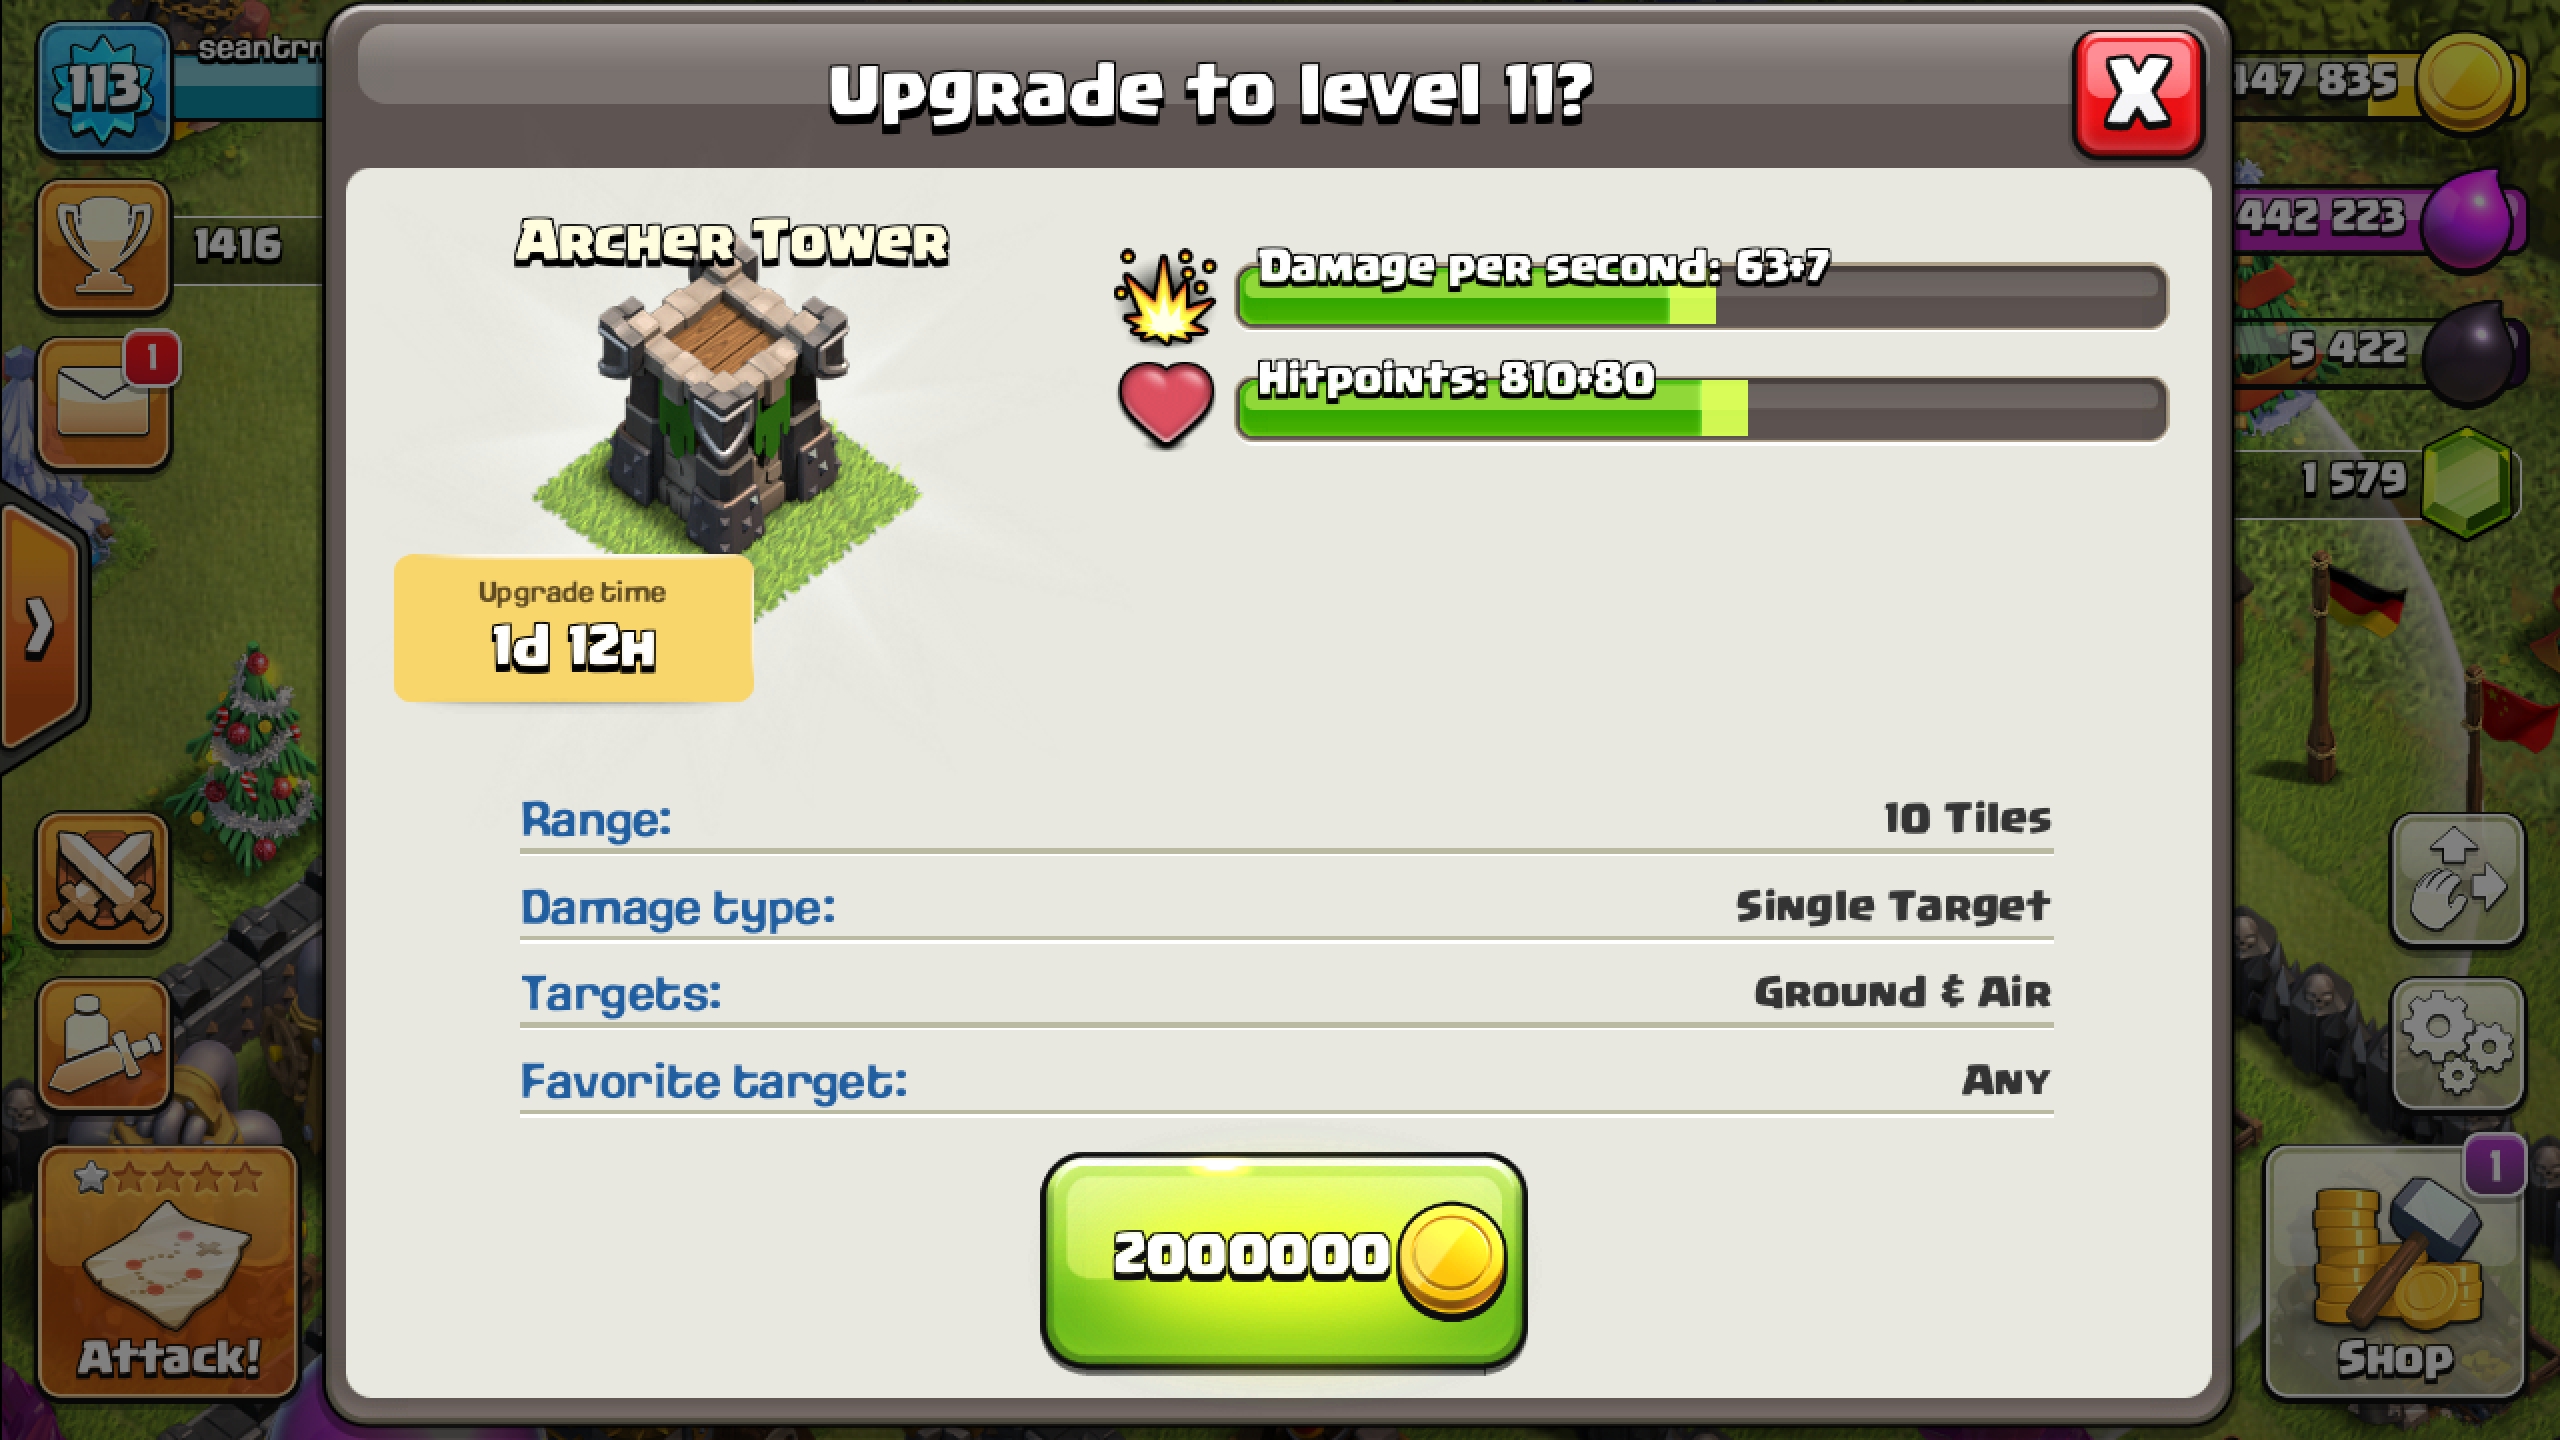 Upgrade to level 11?
X
113
1416
1
Archer Tower
Damage per second: 63+7
Hitpoints: 810+80
Upgrade time
1d 12H
Range: 10 Tiles
Damage type: Single Target
Targets: Ground & Air
Favorite target: Any
2000000
Attack!
835
442 223
5 422
1 579
1
Shop